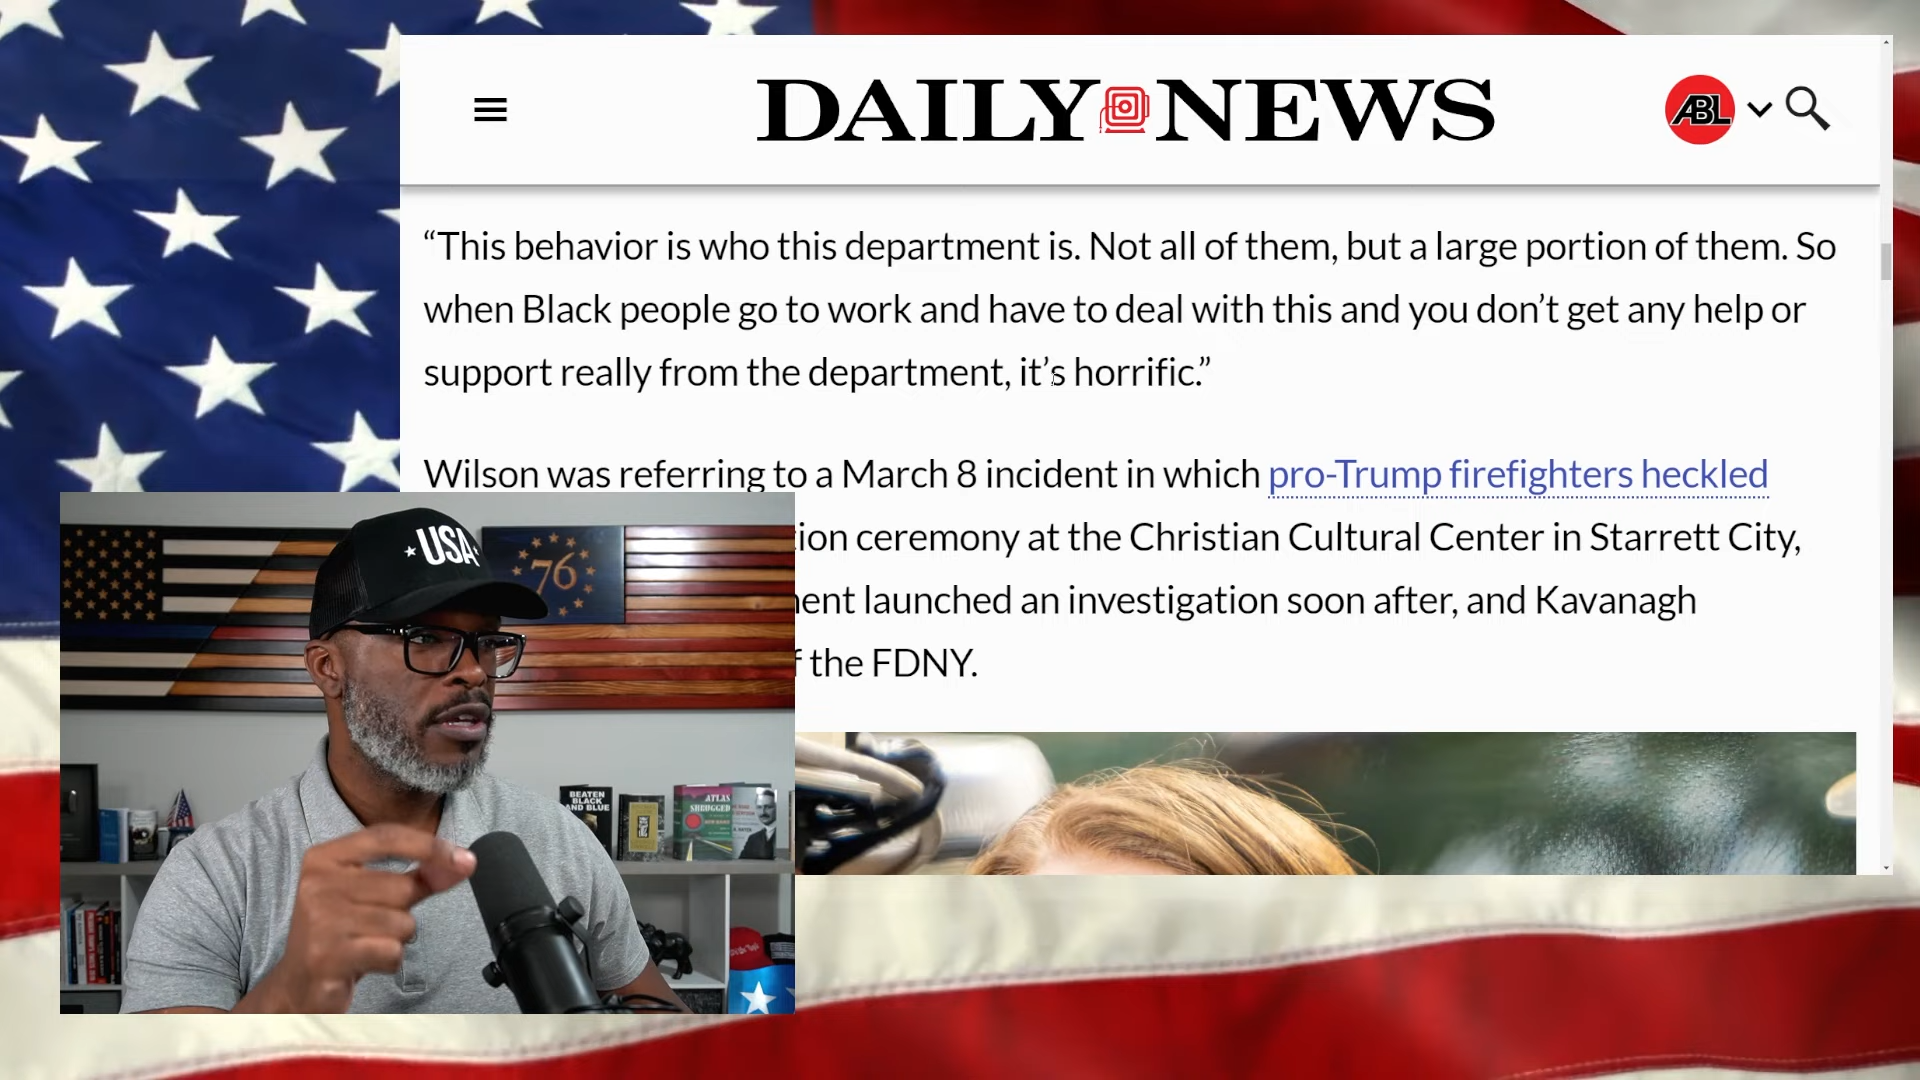 DAILY NEWS
ABL
“This behavior is who this department is. Not all of them, but a large portion of them. So
when Black people go to work and have to deal with this and you don’t get any help or
support really from the department, it’s horrific.”
Wilson was referring to a March 8 incident in which pro-Trump firefighters heckled
ion ceremony at the Christian Cultural Center in Starrett City,
ent launched an investigation soon after, and Kavanagh
the FDNY.
USA
76
BEATEN
BLACK
AND BLUE
ATLAS
SHRUGGED